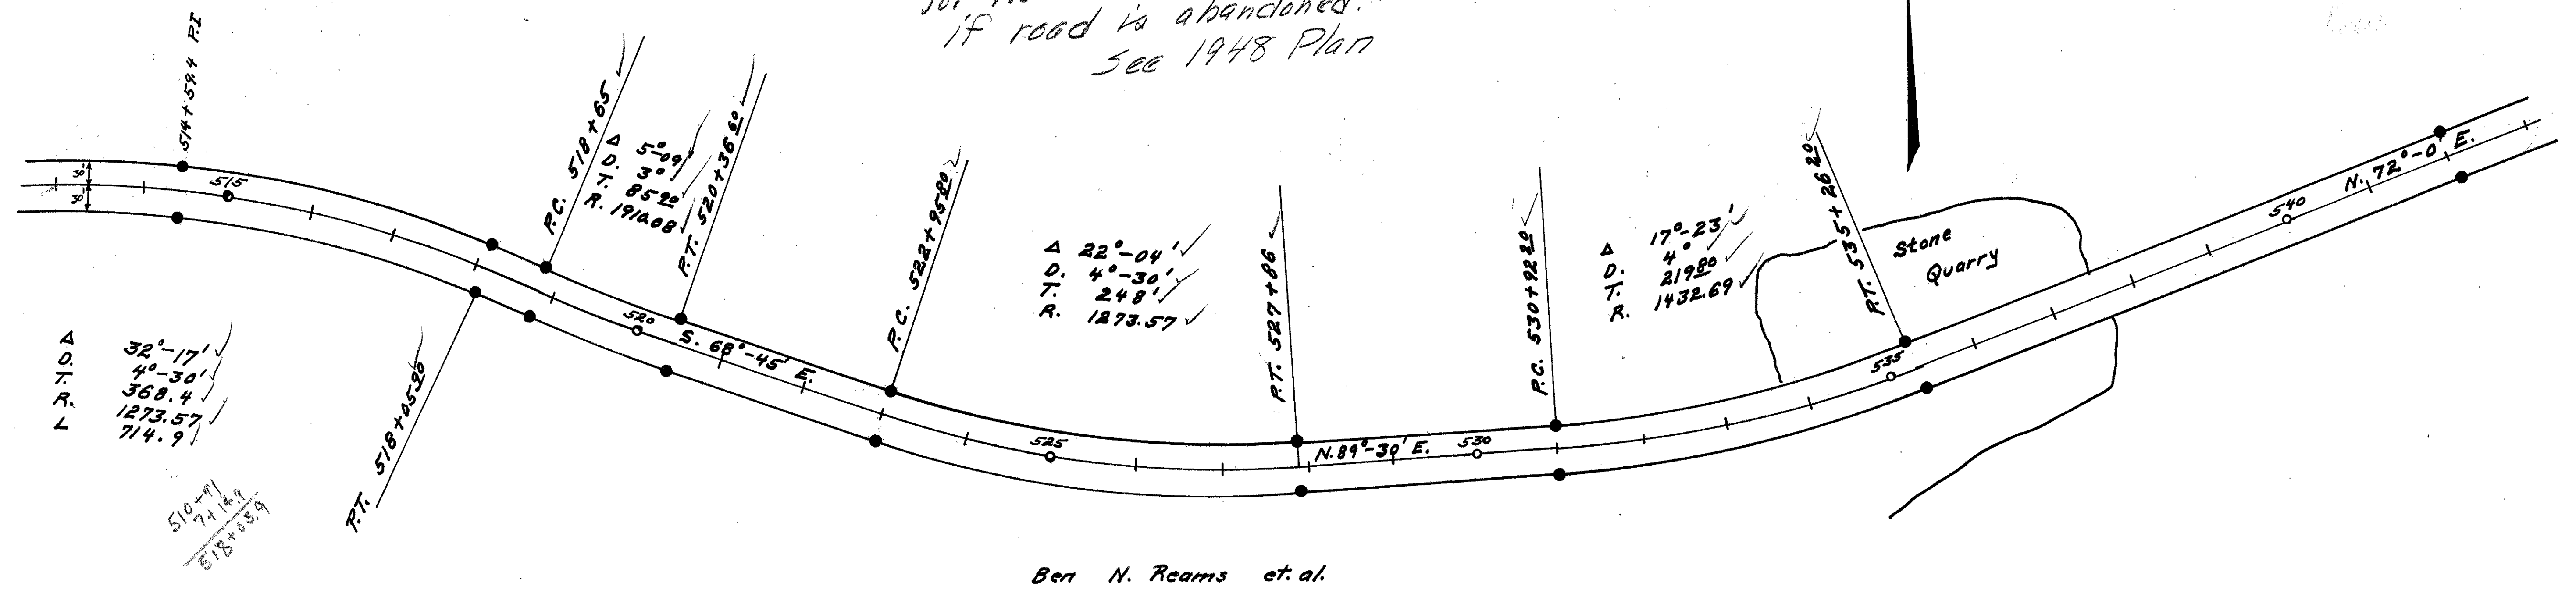 if road is abandoned.
See 1948 Plan
514+59.4 P.I
30'
30'
515
P.C. 518+65
Δ 5°-09'
D. 3°
T. 85.90
R. 1910.08
P.T. 520+36.60
P.C. 522+95.80
Δ 22°-04'
D. 4°-30'
T. 248'
R. 1273.57
P.T. 527+86
P.C. 530+92.20
Δ 17°-23'
D. 4°
T. 219.80
R. 1432.69
P.T. 535+26.20
Stone
Quarry
N. 72°-0' E.
540
535
Δ 32°-17'
D. 4°-30'
T. 368.4
R. 1273.57
L 714.9
P.T. 518+05.90
520
S. 68°-45' E.
525
N. 89°-30' E.
530
510+91
7+14.9
518+05.9
Ben N. Reams et. al.